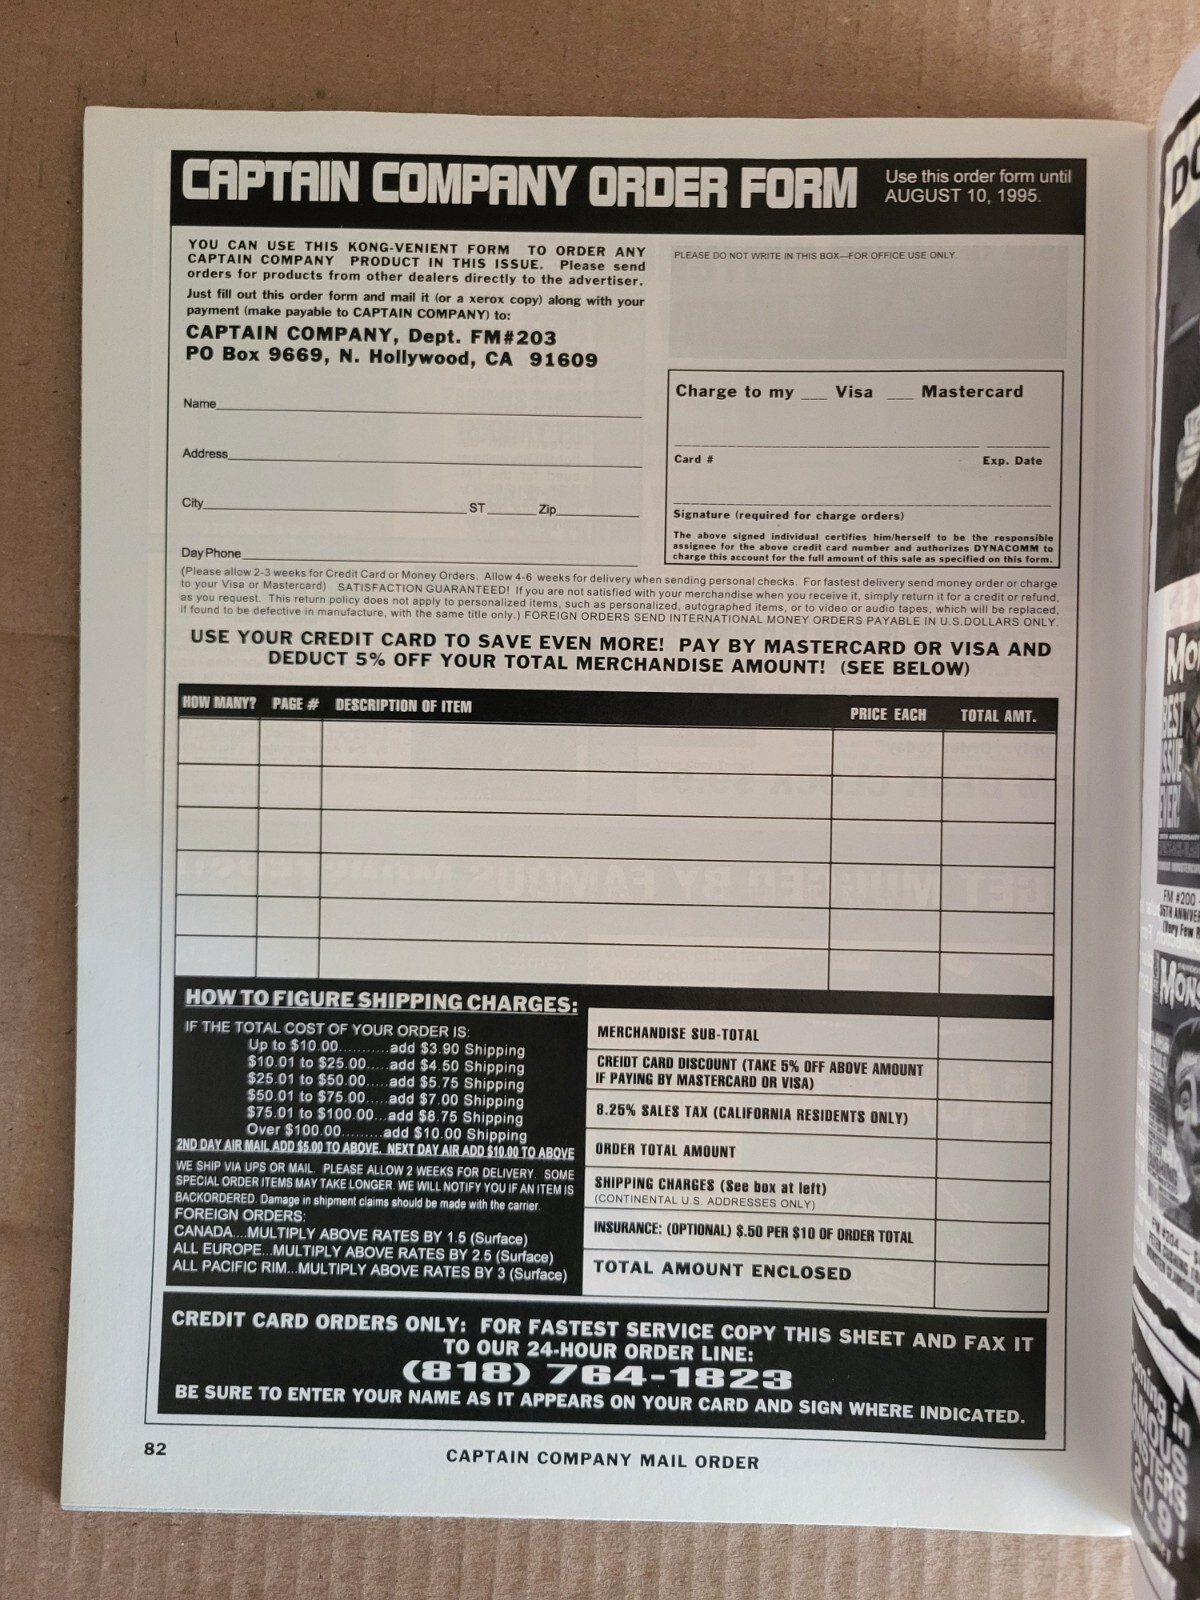 CAPTAIN COMPANY ORDER FORM
Use this order form until
AUGUST 10, 1995.
YOU CAN USE THIS KONG-VENIENT FORM TO ORDER ANY
CAPTAIN COMPANY PRODUCT IN THIS ISSUE. Please send
orders for products from other dealers directly to the advertiser.
Just fill out this order form and mail it (or a xerox copy) along with your
payment (make payable to CAPTAIN COMPANY) to:
CAPTAIN COMPANY, Dept. FM#203
PO Box 9669, N. Hollywood, CA 91609
Name
Address
City ST Zip
Day Phone
PLEASE DO NOT WRITE IN THIS BOX—FOR OFFICE USE ONLY
Charge to my ___ Visa ___ Mastercard
Card # Exp. Date
Signature (required for charge orders)
The above signed individual certifies him/herself to be the responsible
assignee for the above credit card number and authorizes DYNACOMM to
charge this account for the full amount of this sale as specified on this form.
(Please allow 2-3 weeks for Credit Card or Money Orders. Allow 4-6 weeks for delivery when sending personal checks. For fastest delivery send money order or charge
to your Visa or Mastercard) SATISFACTION GUARANTEED! If you are not satisfied with your merchandise when you receive it, simply return it for a credit or refund,
as you request. This return policy does not apply to personalized items, such as personalized, autographed items, or to video or audio tapes, which will be replaced,
if found to be defective in manufacture, with the same title only.) FOREIGN ORDERS SEND INTERNATIONAL MONEY ORDERS PAYABLE IN U.S.DOLLARS ONLY.
USE YOUR CREDIT CARD TO SAVE EVEN MORE! PAY BY MASTERCARD OR VISA AND
DEDUCT 5% OFF YOUR TOTAL MERCHANDISE AMOUNT! (SEE BELOW)
HOW MANY? PAGE # DESCRIPTION OF ITEM PRICE EACH TOTAL AMT.
HOW TO FIGURE SHIPPING CHARGES:
IF THE TOTAL COST OF YOUR ORDER IS:
Up to $10.00..........add $3.90 Shipping
$10.01 to $25.00.....add $4.50 Shipping
$25.01 to $50.00.....add $5.75 Shipping
$50.01 to $75.00.....add $7.00 Shipping
$75.01 to $100.00...add $8.75 Shipping
Over $100.00.........add $10.00 Shipping
2ND DAY AIR MAIL ADD $5.00 TO ABOVE, NEXT DAY AIR ADD $10.00 TO ABOVE
WE SHIP VIA UPS OR MAIL. PLEASE ALLOW 2 WEEKS FOR DELIVERY. SOME
SPECIAL ORDER ITEMS MAY TAKE LONGER. WE WILL NOTIFY YOU IF AN ITEM IS
BACKORDERED. Damage in shipment claims should be made with the carrier.
FOREIGN ORDERS:
CANADA....MULTIPLY ABOVE RATES BY 1.5 (Surface)
ALL EUROPE...MULTIPLY ABOVE RATES BY 2.5 (Surface)
ALL PACIFIC RIM...MULTIPLY ABOVE RATES BY 3 (Surface)
MERCHANDISE SUB-TOTAL
CREIDT CARD DISCOUNT (TAKE 5% OFF ABOVE AMOUNT
IF PAYING BY MASTERCARD OR VISA)
8.25% SALES TAX (CALIFORNIA RESIDENTS ONLY)
ORDER TOTAL AMOUNT
SHIPPING CHARGES (See box at left)
(CONTINENTAL U.S. ADDRESSES ONLY)
INSURANCE: (OPTIONAL) $.50 PER $10 OF ORDER TOTAL
TOTAL AMOUNT ENCLOSED
CREDIT CARD ORDERS ONLY: FOR FASTEST SERVICE COPY THIS SHEET AND FAX IT
TO OUR 24-HOUR ORDER LINE:
(818) 764-1823
BE SURE TO ENTER YOUR NAME AS IT APPEARS ON YOUR CARD AND SIGN WHERE INDICATED.
82
CAPTAIN COMPANY MAIL ORDER
BEST
ISSUE
EVER!
FM #200